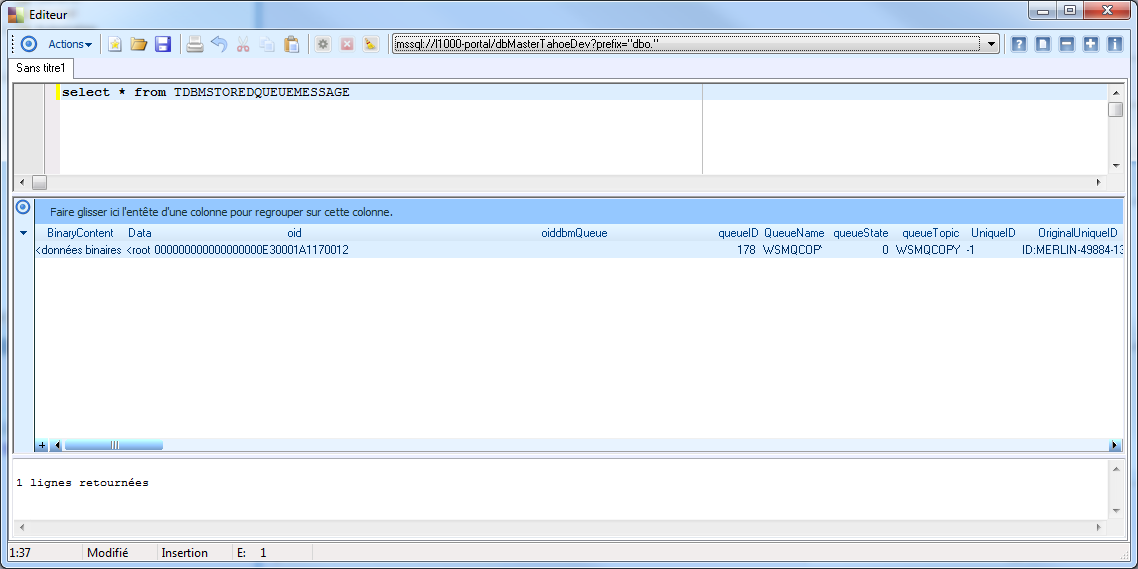 Editeur
Actions
mssql://l1000-portal/dbMasterTahoeDev?prefix="dbo."
Sans titre1
select * from TDBMSTOREDQUEUEMESSAGE
Faire glisser ici l'entête d'une colonne pour regrouper sur cette colonne.
BinaryContent Data oid oiddbmQueue queueID QueueName queueState queueTopic UniqueID OriginalUniqueID
<données binaires <root 000000000000000000E30001A1170012 178 WSMQCOP 0 WSMQCOPY -1 ID:MERLIN-49884-13
1 lignes retournées
1:37 Modifié Insertion E: 1